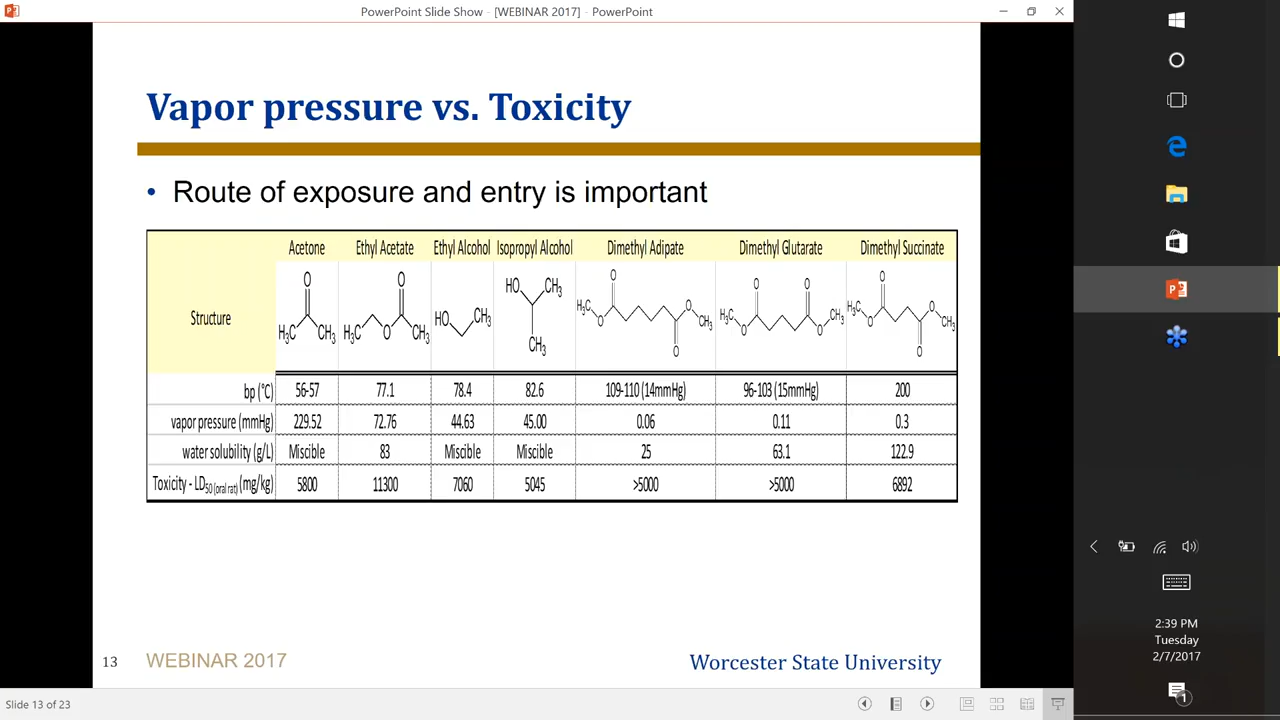 PowerPoint Slide Show - [WEBINAR 2017] - PowerPoint
Vapor pressure vs. Toxicity
• Route of exposure and entry is important
Acetone Ethyl Acetate Ethyl Alcohol Isopropyl Alcohol Dimethyl Adipate Dimethyl Glutarate Dimethyl Succinate
Structure
O H₃C CH₃
O H₃C O CH₃
HO CH₃
HO CH₃ CH₃
H₃C O O O CH₃ O
H₃C O O O O CH₃
H₃C O O O CH₃ O
bp (°C) 56-57 77.1 78.4 82.6 109-110 (14mmHg) 96-103 (15mmHg) 200
vapor pressure (mmHg) 229.52 72.76 44.63 45.00 0.06 0.11 0.3
water solubility (g/L) Miscible 83 Miscible Miscible 25 63.1 122.9
Toxicity - LD₅₀ (oral rat) (mg/kg) 5800 11300 7060 5045 >5000 >5000 6892
13 WEBINAR 2017 Worcester State University
Slide 13 of 23
2:39 PM
Tuesday
2/7/2017
1